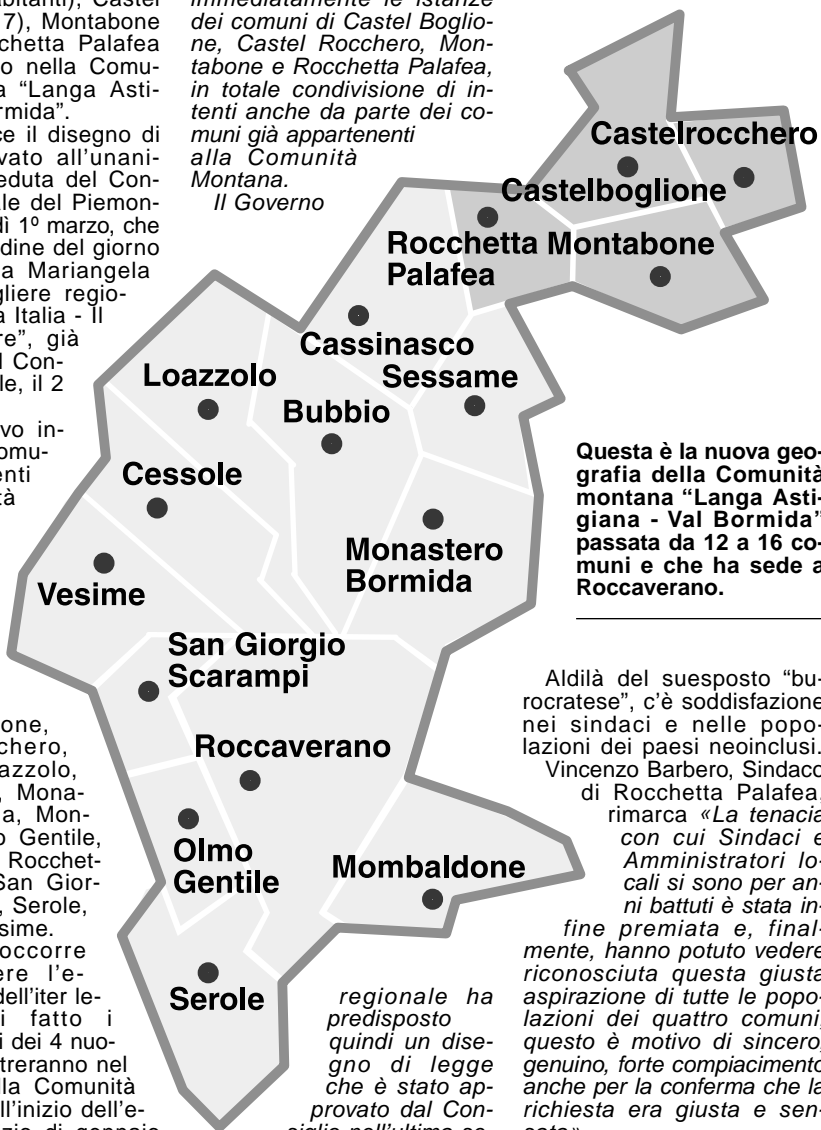 abitanti), Castel
7), Montabone
chetta Palafea
o nella Comu-
a “Langa Asti-
rmida”.
ce il disegno di
vato all'unani-
eduta del Con-
ale del Piemon-
dì 1º marzo, che
dine del giorno
a Mariangela
gliere regio-
a Italia - Il
re”, già
l Con-
le, il 2
vo in-
omu-
enti
tà
one,
chero,
azzolo,
, Mona-
a, Mon-
o Gentile,
Rocchet-
San Gior-
, Serole,
sime.
occorre
ere l'e-
dell'iter le-
i fatto i
i dei 4 nuo-
treranno nel
lla Comunità
ll'inizio dell'e-
zio di gennaio
immediatamente le istanze
dei comuni di Castel Boglio-
ne, Castel Rocchero, Mon-
tabone e Rocchetta Palafea,
in totale condivisione di in-
tenti anche da parte dei co-
muni già appartenenti
alla Comunità
Montana.
Il Governo
regionale ha
predisposto
quindi un dise-
gno di legge
che è stato ap-
provato dal Con-
siglio nell'ultima se-
Castelrocchero
Castelboglione
Rocchetta
Palafea
Montabone
Cassinasco
Sessame
Loazzolo
Bubbio
Cessole
Monastero
Bormida
Vesime
San Giorgio
Scarampi
Roccaverano
Olmo
Gentile
Mombaldone
Serole
Questa è la nuova geo-
grafia della Comunità
montana “Langa Asti-
giana - Val Bormida”
passata da 12 a 16 co-
muni e che ha sede a
Roccaverano.
Aldilà del suesposto “bu-
rocratese”, c'è soddisfazione
nei sindaci e nelle popo-
lazioni dei paesi neoinclusi.
Vincenzo Barbero, Sindaco
di Rocchetta Palafea,
rimarca «La tenacia
con cui Sindaci e
Amministratori lo-
cali si sono per an-
ni battuti è stata in-
fine premiata e, final-
mente, hanno potuto vedere
riconosciuta questa giusta
aspirazione di tutte le popo-
lazioni dei quattro comuni,
questo è motivo di sincero,
genuino, forte compiacimento
anche per la conferma che la
richiesta era giusta e sen-